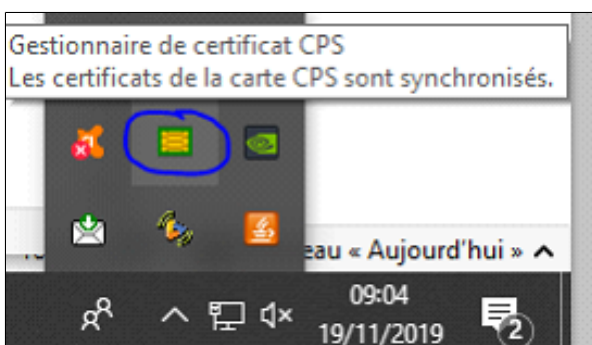 Gestionnaire de certificat CPS
Les certificats de la carte CPS sont synchronisés.
eau « Aujourd'hui »
09:04
19/11/2019
2